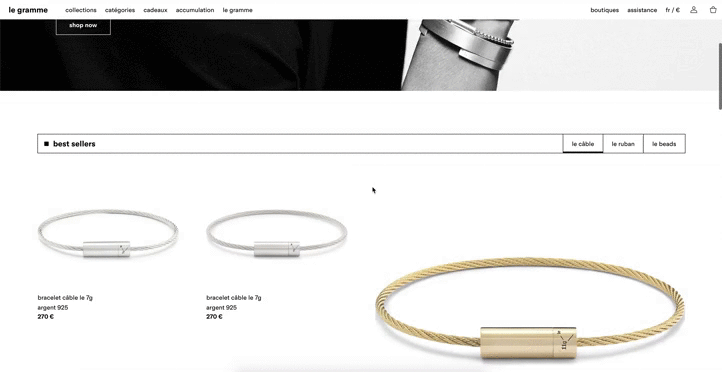 le gramme collections catégories cadeaux accumulation le gramme boutiques assistance fr / €
shop now
best sellers le câble le ruban le beads
bracelet câble le 7g bracelet câble le 7g
argent 925 argent 925
270 € 270 €